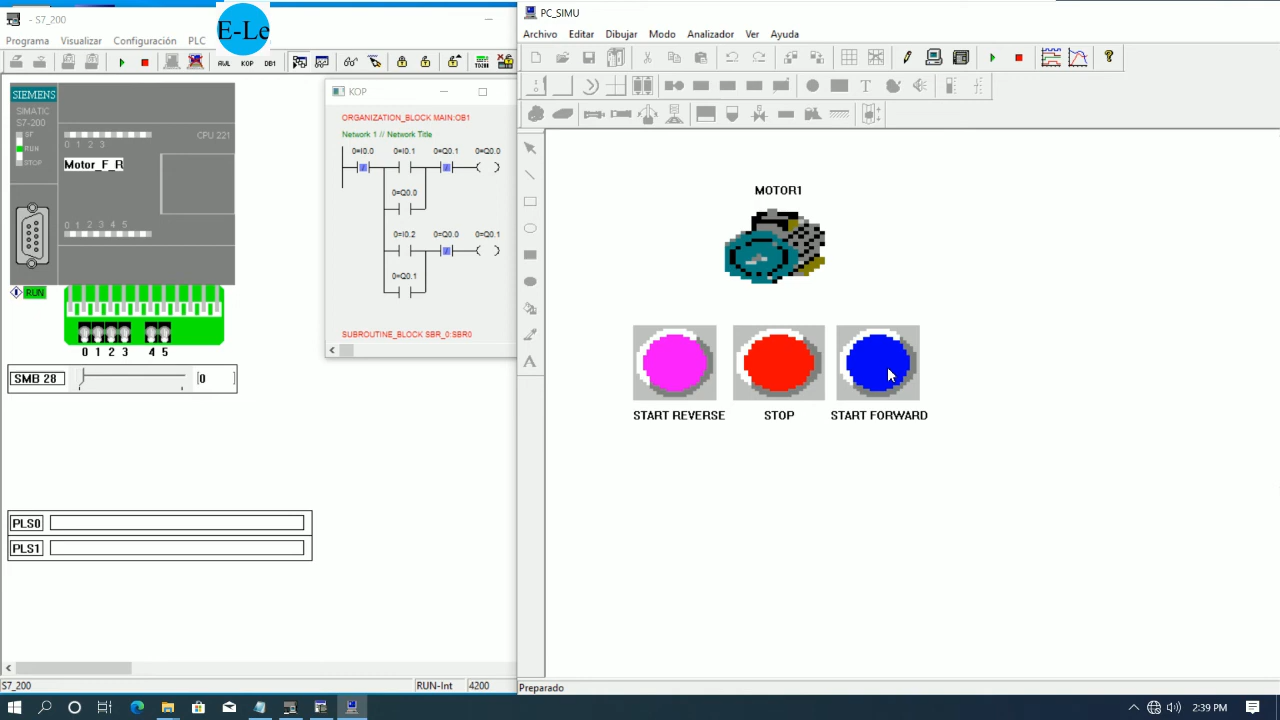 - S7_200
E-Le
Programa Visualizar Configuración PLC
KOP DB1
SIEMENS
SIMATIC
S7-200
SF
RUN
STOP
0 1 2 3
CPU 221
Motor_F_R
0 1 2 3 4 5
RUN
0 1 2 3 4 5
SMB 28
0
PLS0
PLS1
S7_200
RUN-Int
4200
KOP
ORGANIZATION_BLOCK MAIN:OB1
Network 1 // Network Title
0=I0.0 0=I0.1 0=Q0.1 0=Q0.0
0=Q0.0
0=I0.2 0=Q0.0 0=Q0.1
0=Q0.1
SUBROUTINE_BLOCK SBR_0:SBR0
PC_SIMU
Archivo Editar Dibujar Modo Analizador Ver Ayuda
MOTOR1
START REVERSE
STOP
START FORWARD
Preparado
2:39 PM